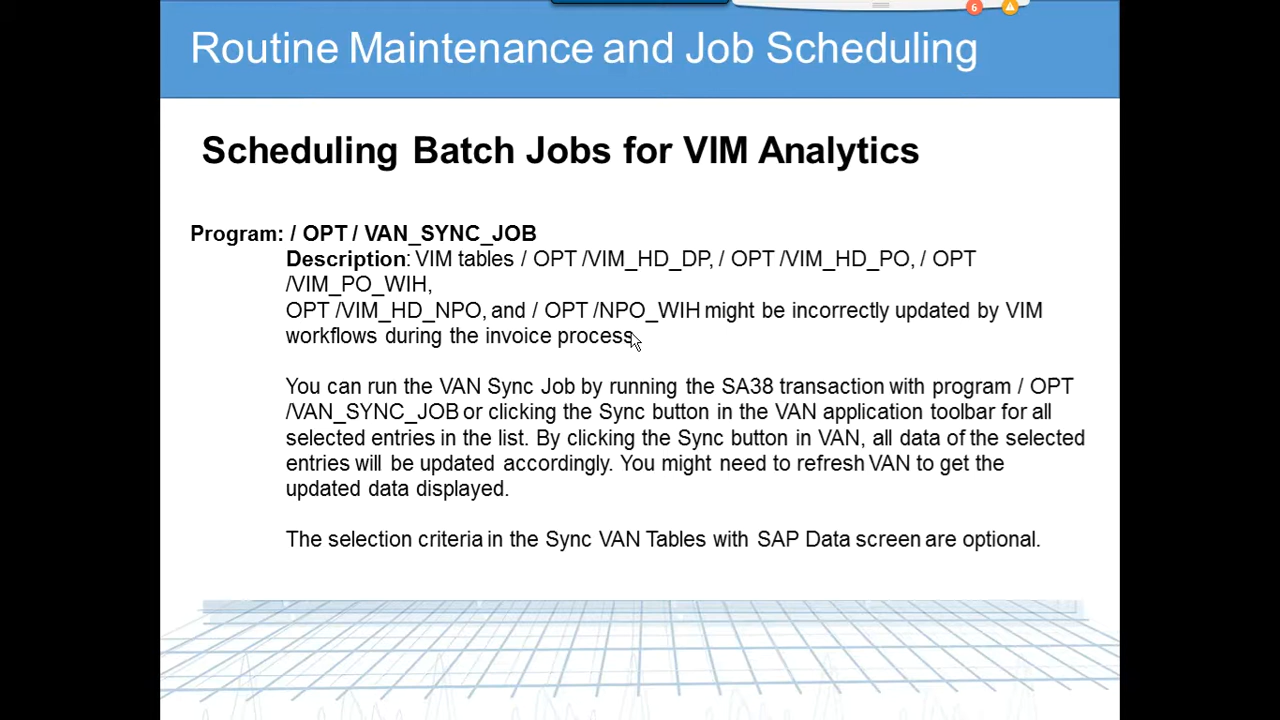 6
Routine Maintenance and Job Scheduling
Scheduling Batch Jobs for VIM Analytics
Program: / OPT / VAN_SYNC_JOB
Description: VIM tables / OPT /VIM_HD_DP, / OPT /VIM_HD_PO, / OPT
/VIM_PO_WIH,
OPT /VIM_HD_NPO, and / OPT /NPO_WIH might be incorrectly updated by VIM
workflows during the invoice process.
You can run the VAN Sync Job by running the SA38 transaction with program / OPT
/VAN_SYNC_JOB or clicking the Sync button in the VAN application toolbar for all
selected entries in the list. By clicking the Sync button in VAN, all data of the selected
entries will be updated accordingly. You might need to refresh VAN to get the
updated data displayed.
The selection criteria in the Sync VAN Tables with SAP Data screen are optional.